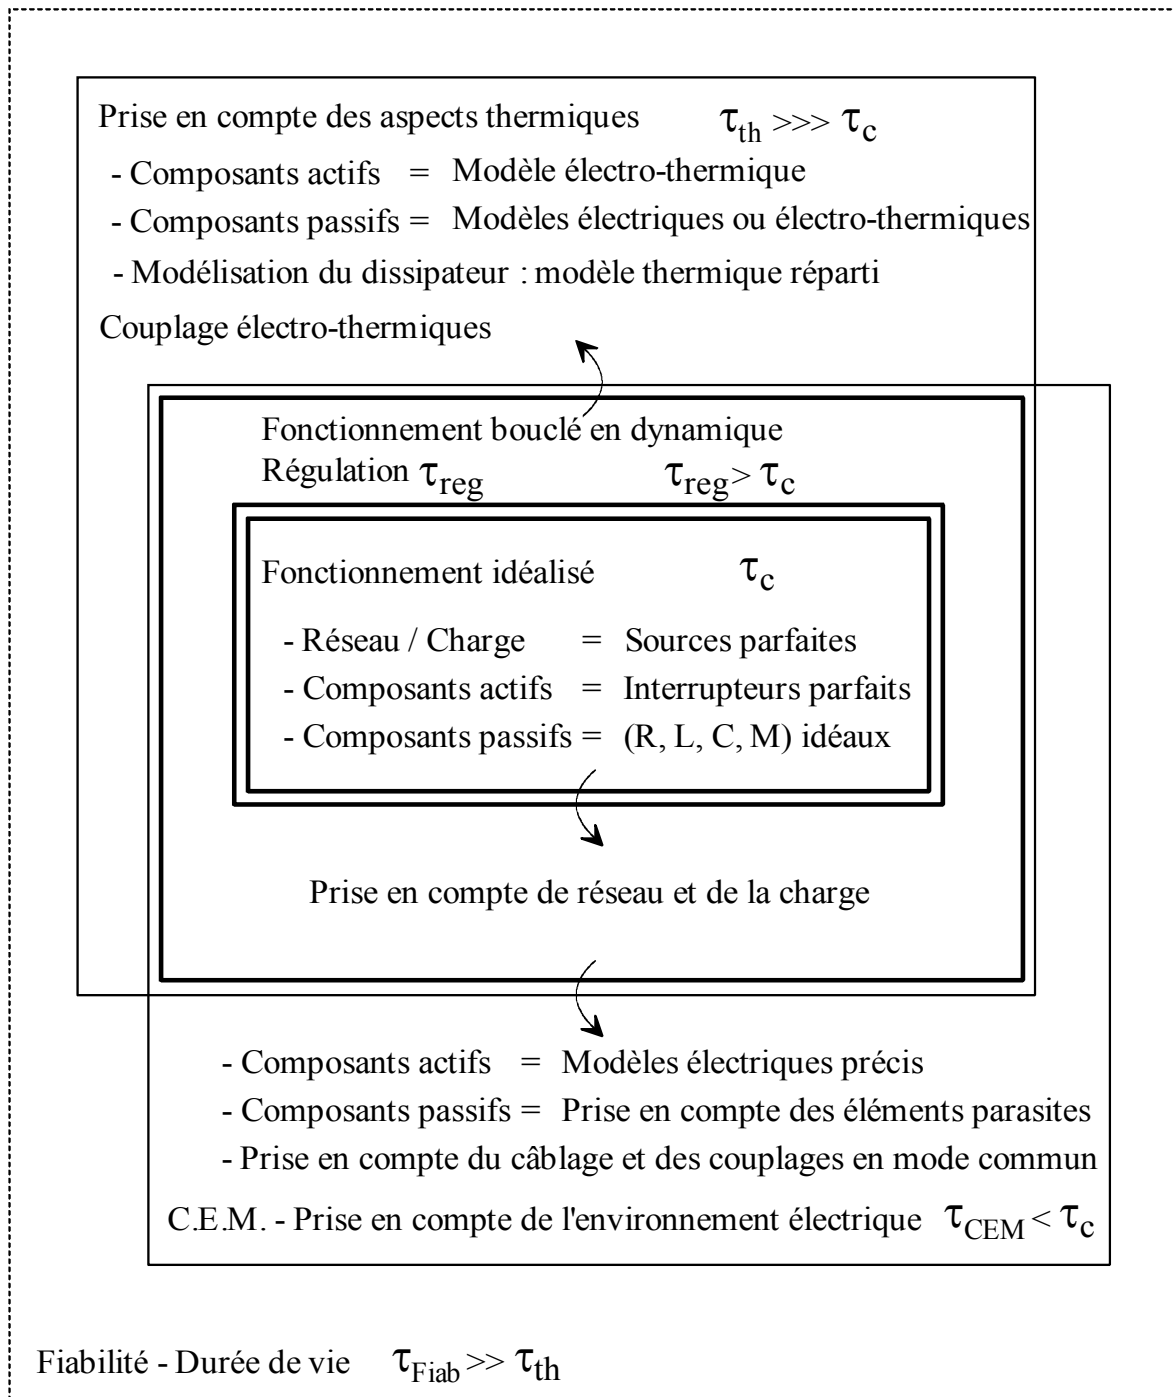 Prise en compte des aspects thermiques τth >>> τc
- Composants actifs = Modèle électro-thermique
- Composants passifs = Modèles électriques ou électro-thermiques
- Modélisation du dissipateur : modèle thermique réparti
Couplage électro-thermiques
Fonctionnement bouclé en dynamique
Régulation τreg τreg > τc
Fonctionnement idéalisé τc
- Réseau / Charge = Sources parfaites
- Composants actifs = Interrupteurs parfaits
- Composants passifs = (R, L, C, M) idéaux
Prise en compte de réseau et de la charge
- Composants actifs = Modèles électriques précis
- Composants passifs = Prise en compte des éléments parasites
- Prise en compte du câblage et des couplages en mode commun
C.E.M. - Prise en compte de l'environnement électrique τCEM < τc
Fiabilité - Durée de vie τFiab >> τth